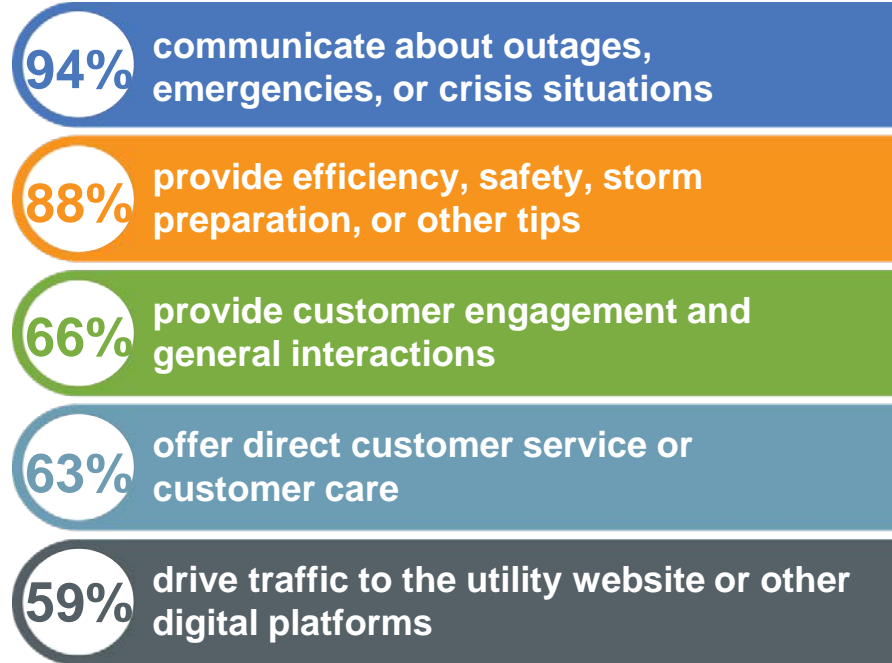 94%
communicate about outages,
emergencies, or crisis situations
88%
provide efficiency, safety, storm
preparation, or other tips
66%
provide customer engagement and
general interactions
63%
offer direct customer service or
customer care
59%
drive traffic to the utility website or other
digital platforms